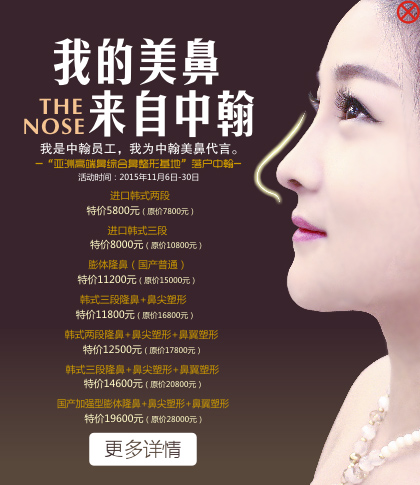 我的美鼻
THE NOSE 来自中翰
我是中翰员工，我为中翰美鼻代言。
“亚洲高端鼻综合鼻整形基地”落户中翰
活动时间：2015年11月6日-30日
进口韩式两段
特价5800元（原价7800元）
进口韩式三段
特价8000元（原价10800元）
膨体隆鼻（国产普通）
特价11200元（原价15000元）
韩式三段隆鼻+鼻尖塑形
特价11800元（原价16800元）
韩式两段隆鼻+鼻尖塑形+鼻翼塑形
特价12500元（原价17800元）
韩式三段隆鼻+鼻尖塑形+鼻翼塑形
特价14600元（原价20800元）
国产加强型膨体隆鼻+鼻尖塑形+鼻翼塑形
特价19600元（原价28000元）
更多详情